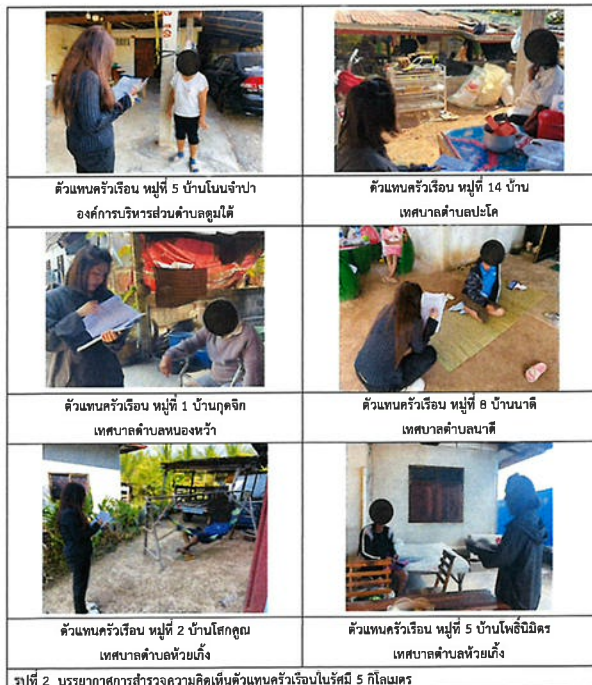 ตัวแทนครัวเรือน หมู่ที่ 5 บ้านโนนจำปา
องค์การบริหารส่วนตำบลตูมใต้
ตัวแทนครัวเรือน หมู่ที่ 14 บ้าน
เทศบาลตำบลปะโค
ตัวแทนครัวเรือน หมู่ที่ 1 บ้านกุดจิก
เทศบาลตำบลหนองหว้า
ตัวแทนครัวเรือน หมู่ที่ 8 บ้านนาดี
เทศบาลตำบลนาดี
ตัวแทนครัวเรือน หมู่ที่ 2 บ้านโสกคูณ
เทศบาลตำบลห้วยเกิ้ง
ตัวแทนครัวเรือน หมู่ที่ 5 บ้านโพธิ์นิมิตร
เทศบาลตำบลห้วยเกิ้ง
รูปที่ 2 บรรยากาศการสำรวจความคิดเห็นตัวแทนครัวเรือนในรัศมี 5 กิโลเมตร